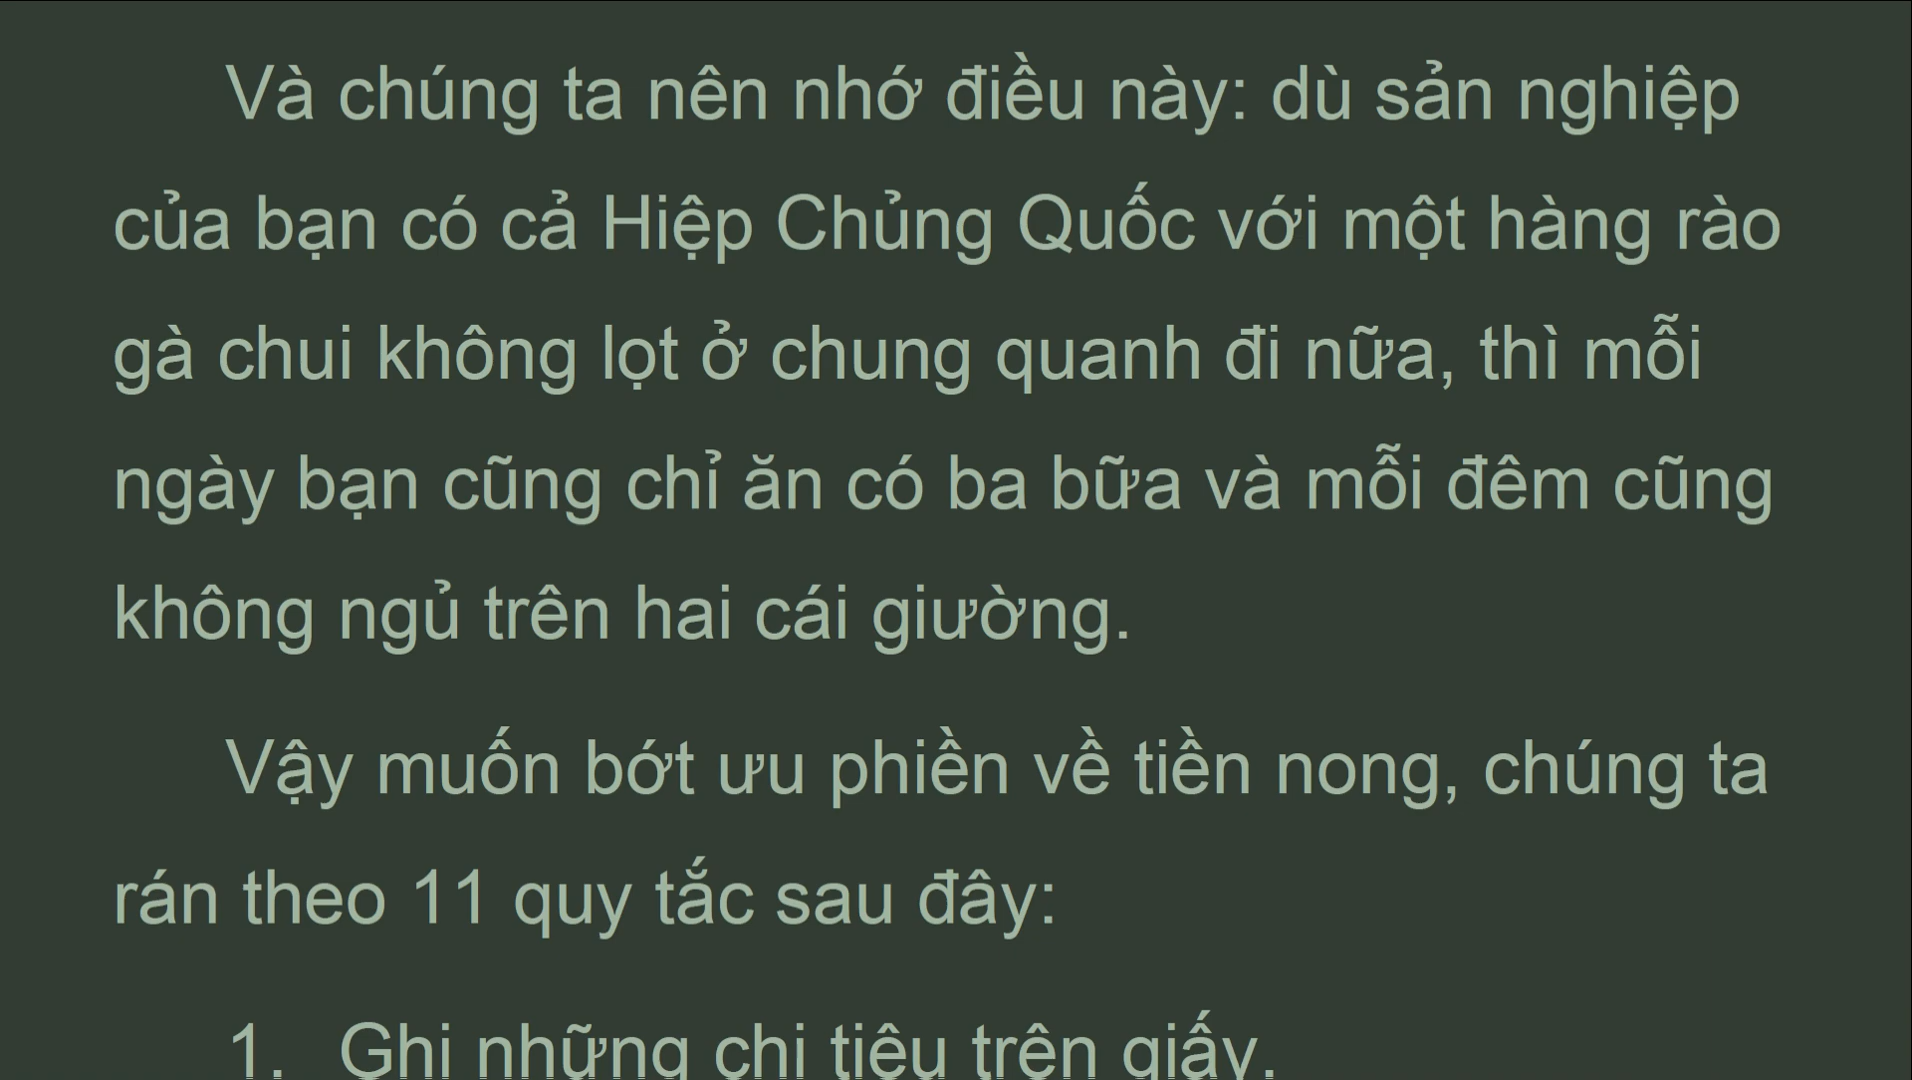 Và chúng ta nên nhớ điều này: dù sản nghiệp
của bạn có cả Hiệp Chủng Quốc với một hàng rào
gà chui không lọt ở chung quanh đi nữa, thì mỗi
ngày bạn cũng chỉ ăn có ba bữa và mỗi đêm cũng
không ngủ trên hai cái giường.
Vậy muốn bớt ưu phiền về tiền nong, chúng ta
rán theo 11 quy tắc sau đây:
1. Ghi những chi tiêu trên giấy.